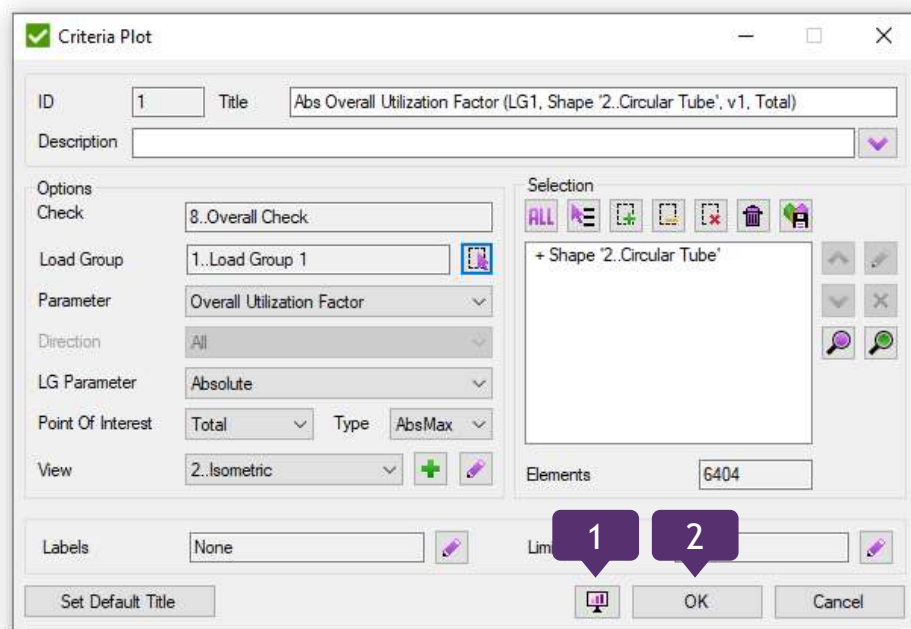 Criteria Plot
ID 1 Title Abs Overall Utilization Factor (LG1, Shape '2..Circular Tube', v1, Total)
Description
Options
Check 8..Overall Check
Load Group 1..Load Group 1
Parameter Overall Utilization Factor
Direction All
LG Parameter Absolute
Point Of Interest Total Type AbsMax
View 2..Isometric
Selection
ALL
+ Shape '2..Circular Tube'
Elements 6404
Labels None
1 2
Set Default Title OK Cancel